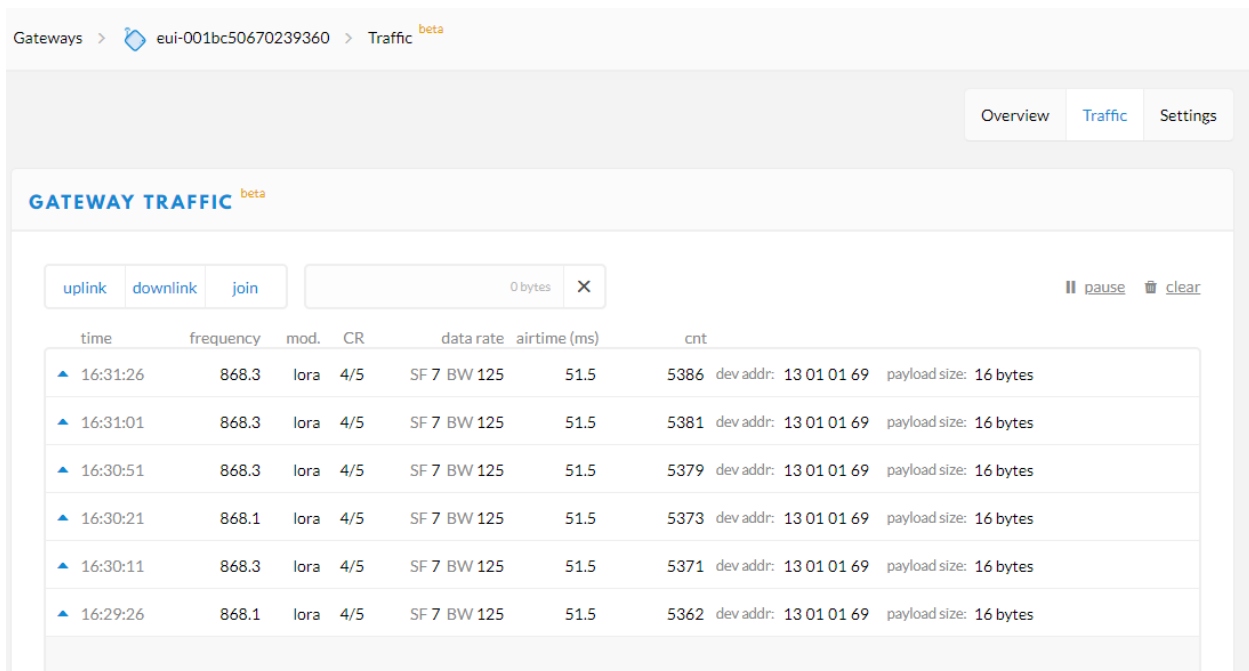 Gateways > eui-001bc50670239360 > Traffic beta
Overview Traffic Settings
GATEWAY TRAFFIC beta
uplink downlink join 0 bytes pause clear
time frequency mod. CR data rate airtime (ms) cnt
16:31:26 868.3 lora 4/5 SF 7 BW 125 51.5 5386 dev addr: 13 01 01 69 payload size: 16 bytes
16:31:01 868.3 lora 4/5 SF 7 BW 125 51.5 5381 dev addr: 13 01 01 69 payload size: 16 bytes
16:30:51 868.3 lora 4/5 SF 7 BW 125 51.5 5379 dev addr: 13 01 01 69 payload size: 16 bytes
16:30:21 868.1 lora 4/5 SF 7 BW 125 51.5 5373 dev addr: 13 01 01 69 payload size: 16 bytes
16:30:11 868.3 lora 4/5 SF 7 BW 125 51.5 5371 dev addr: 13 01 01 69 payload size: 16 bytes
16:29:26 868.1 lora 4/5 SF 7 BW 125 51.5 5362 dev addr: 13 01 01 69 payload size: 16 bytes